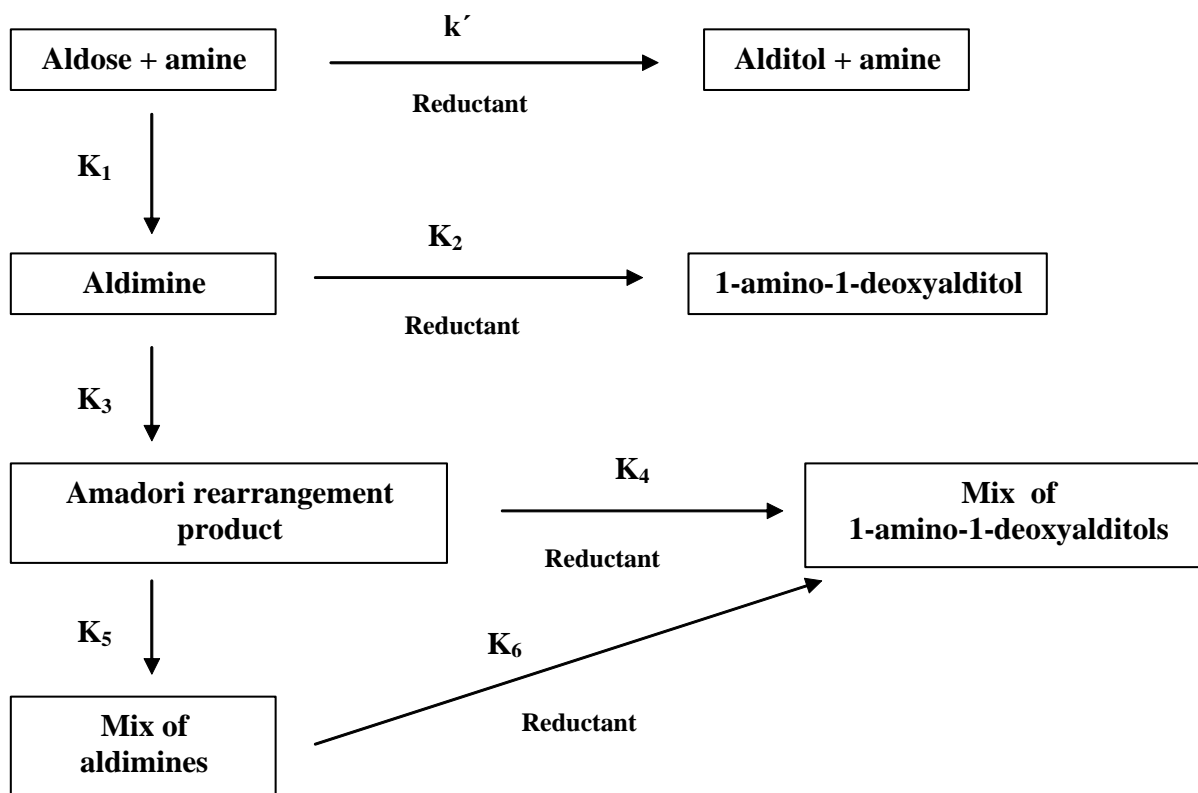 k´
Aldose + amine
Alditol + amine
Reductant
K₁
K₂
Aldimine
1-amino-1-deoxyalditol
Reductant
K₃
K₄
Amadori rearrangement
product
Mix of
1-amino-1-deoxyalditols
Reductant
K₅
K₆
Reductant
Mix of
aldimines